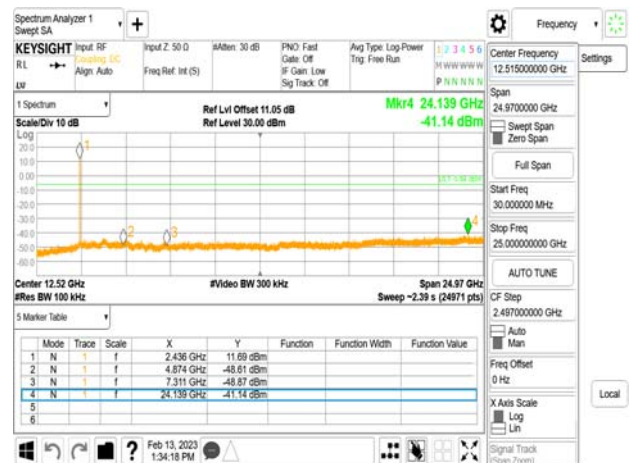 Spectrum Analyzer 1
Swept SA
+
Frequency
KEYSIGHT Input: RF
RL
Coupling: DC
Align: Auto
Input Z: 50 Ω
Freq Ref: Int (S)
#Atten: 30 dB
PNO: Fast
Gate: Off
IF Gain: Low
Sig Track: Off
Avg Type: Log-Power
Trig: Free Run
1 2 3 4 5 6
M W W W W W
P N N N N N
LXI
1 Spectrum
Scale/Div 10 dB
Ref Lvl Offset 11.05 dB
Ref Level 30.00 dBm
Mkr4 24.139 GHz
-41.14 dBm
Log
20.0
10.0
0.00
-10.0
-20.0
-30.0
-40.0
-50.0
-60.0
1
2
3
4
Center 12.52 GHz
#Res BW 100 kHz
#Video BW 300 kHz
Span 24.97 GHz
Sweep ~2.39 s (24971 pts)
5 Marker Table
Mode Trace Scale X Y Function Function Width Function Value
1 N 1 f 2.436 GHz 11.69 dBm
2 N 1 f 4.874 GHz -48.61 dBm
3 N 1 f 7.311 GHz -48.87 dBm
4 N 1 f 24.139 GHz -41.14 dBm
5
6
Feb 13, 2023
1:34:18 PM
?
Center Frequency
12.515000000 GHz
Settings
Span
24.9700000 GHz
Swept Span
Zero Span
Full Span
Start Freq
30.000000 MHz
Stop Freq
25.000000000 GHz
AUTO TUNE
CF Step
2.497000000 GHz
Auto
Man
Freq Offset
0 Hz
X Axis Scale
Log
Lin
Local
Signal Track
(Span Zoom)